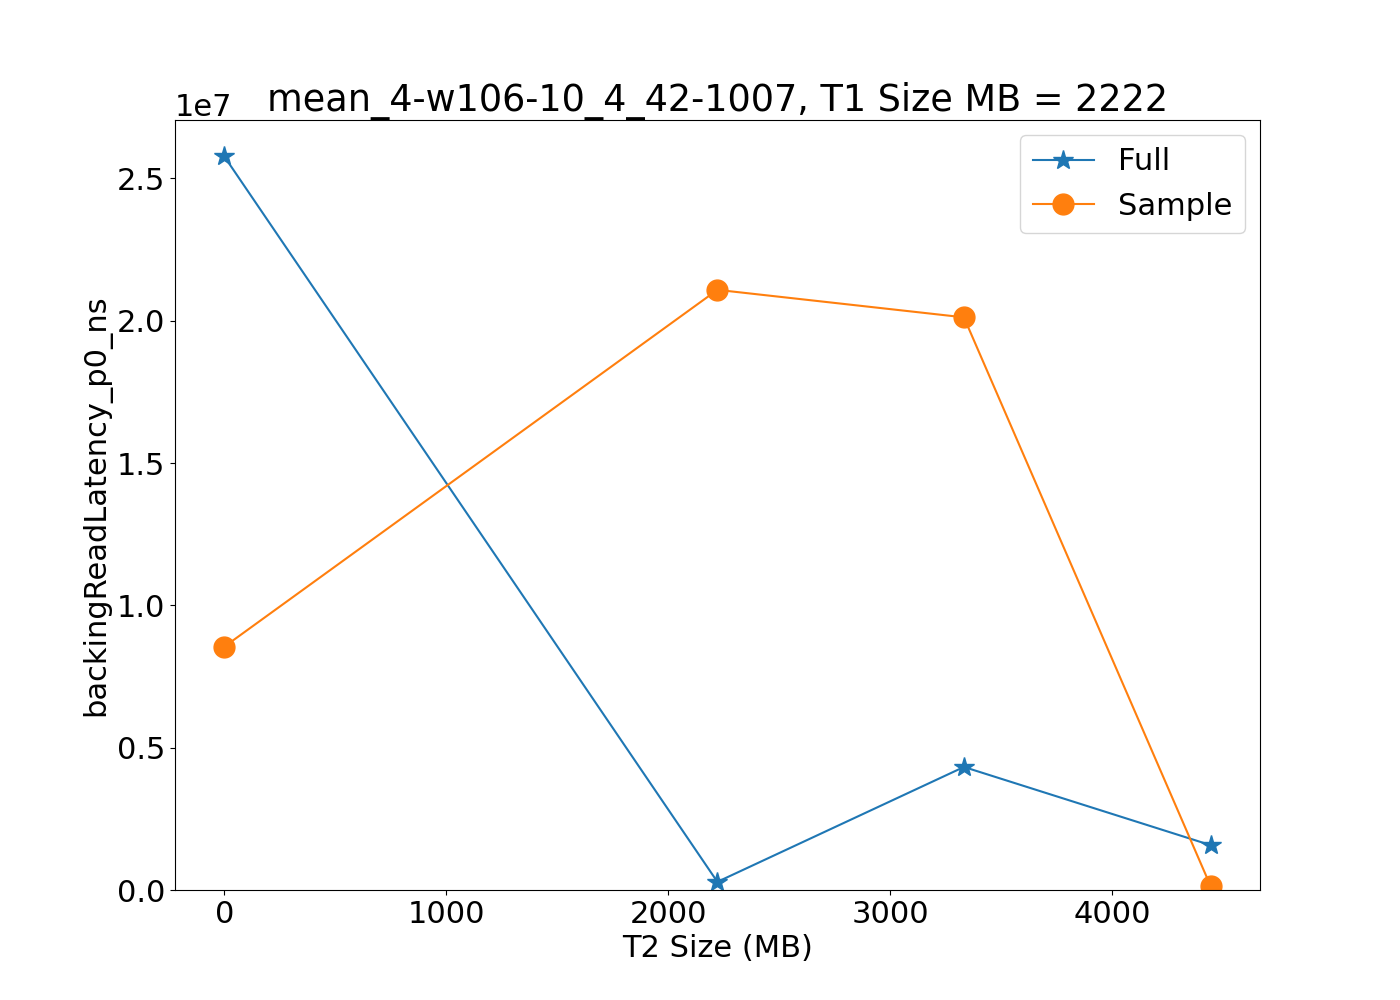 mean_4-w106-10_4_42-1007, T1 Size MB = 2222
1e7
Full
Sample
2.5
2.0
1.5
1.0
0.5
0.0
backingReadLatency_p0_ns
0 1000 2000 3000 4000
T2 Size (MB)